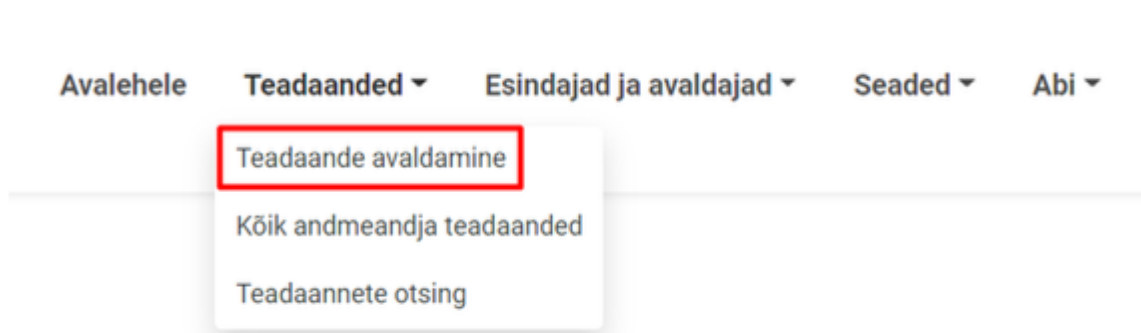 Avalehele Teadaanded Esindajad ja avaldajad Seaded Abi
Teadaande avaldamine
Kõik andmeandja teadaanded
Teadaannete otsing